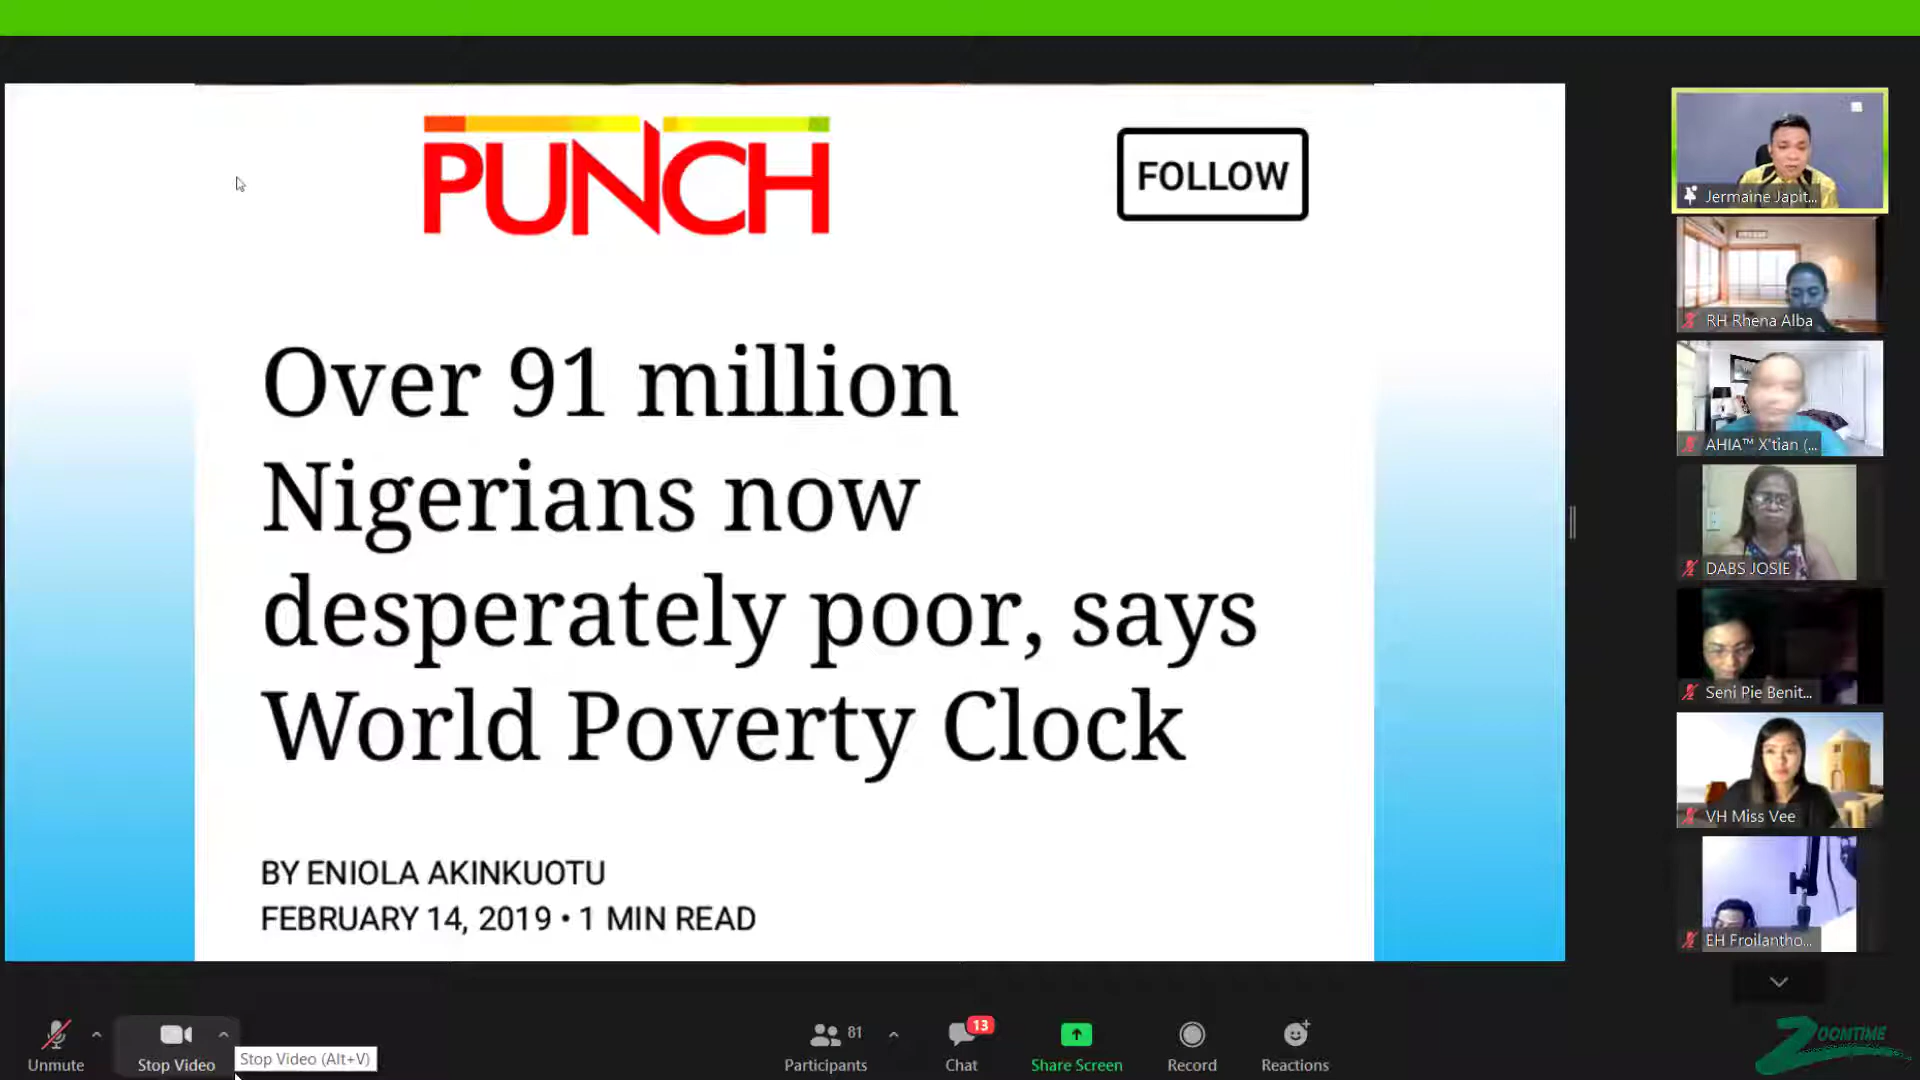 PUNCH
FOLLOW
Over 91 million
Nigerians now
desperately poor, says
World Poverty Clock
BY ENIOLA AKINKUOTU
FEBRUARY 14, 2019 • 1 MIN READ
Jermaine Japit...
RH Rhena Alba
AHIA™ X'tian (...
DABS JOSIE
Seni Pie Benit...
VH Miss Vee
EH Froilantho...
Unmute
Stop Video
Stop Video (Alt+V)
81
Participants
13
Chat
Share Screen
Record
Reactions
ZOOMTIME